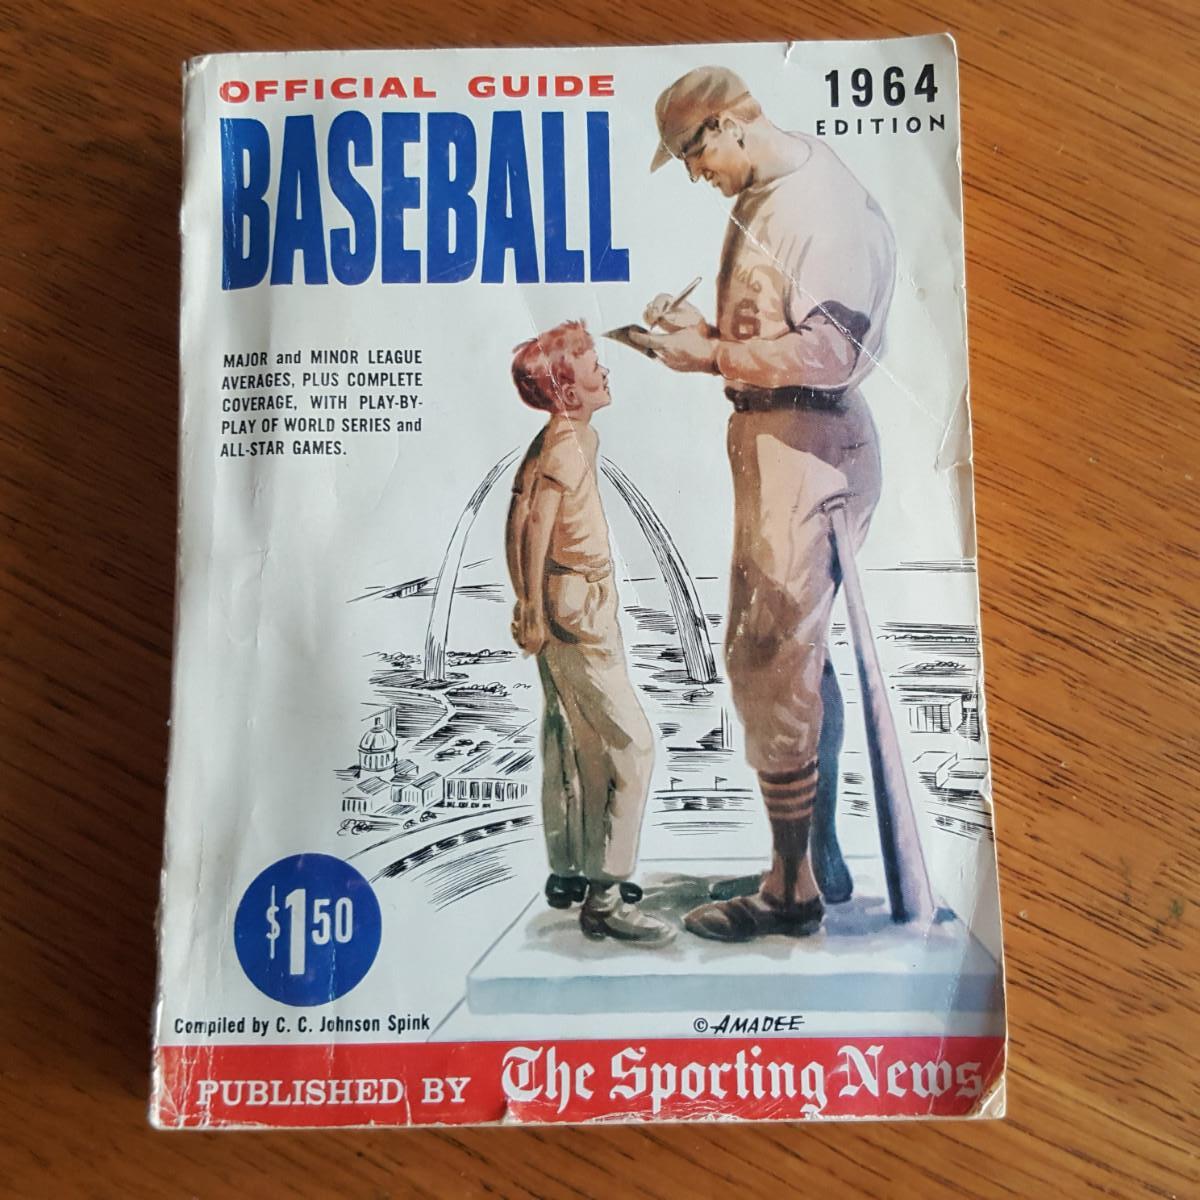 OFFICIAL GUIDE
BASEBALL
1964
EDITION
MAJOR and MINOR LEAGUE
AVERAGES, PLUS COMPLETE
COVERAGE, WITH PLAY-BY-
PLAY OF WORLD SERIES and
ALL-STAR GAMES.
6
$1.50
Compiled by C. C. Johnson Spink
©AMADEE
PUBLISHED BY The Sporting News